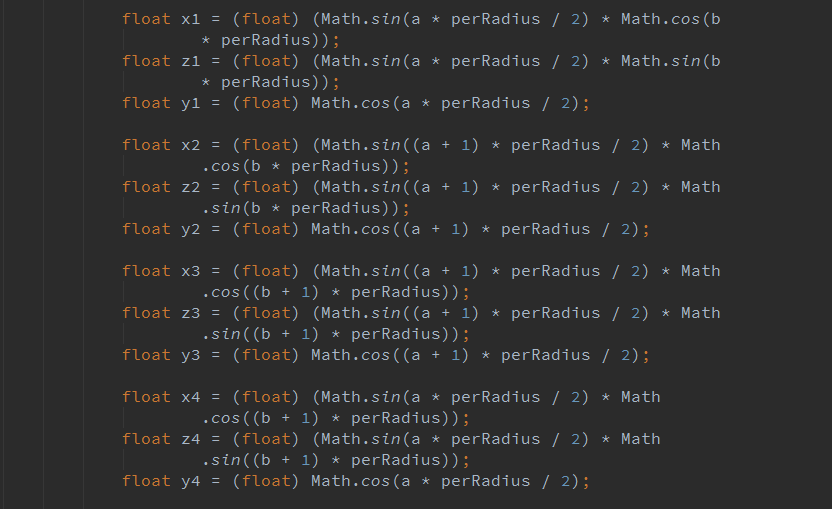 float x1 = (float) (Math.sin(a * perRadius / 2) * Math.cos(b
* perRadius));
float z1 = (float) (Math.sin(a * perRadius / 2) * Math.sin(b
* perRadius));
float y1 = (float) Math.cos(a * perRadius / 2);
float x2 = (float) (Math.sin((a + 1) * perRadius / 2) * Math
.cos(b * perRadius));
float z2 = (float) (Math.sin((a + 1) * perRadius / 2) * Math
.sin(b * perRadius));
float y2 = (float) Math.cos((a + 1) * perRadius / 2);
float x3 = (float) (Math.sin((a + 1) * perRadius / 2) * Math
.cos((b + 1) * perRadius));
float z3 = (float) (Math.sin((a + 1) * perRadius / 2) * Math
.sin((b + 1) * perRadius));
float y3 = (float) Math.cos((a + 1) * perRadius / 2);
float x4 = (float) (Math.sin(a * perRadius / 2) * Math
.cos((b + 1) * perRadius));
float z4 = (float) (Math.sin(a * perRadius / 2) * Math
.sin((b + 1) * perRadius));
float y4 = (float) Math.cos(a * perRadius / 2);